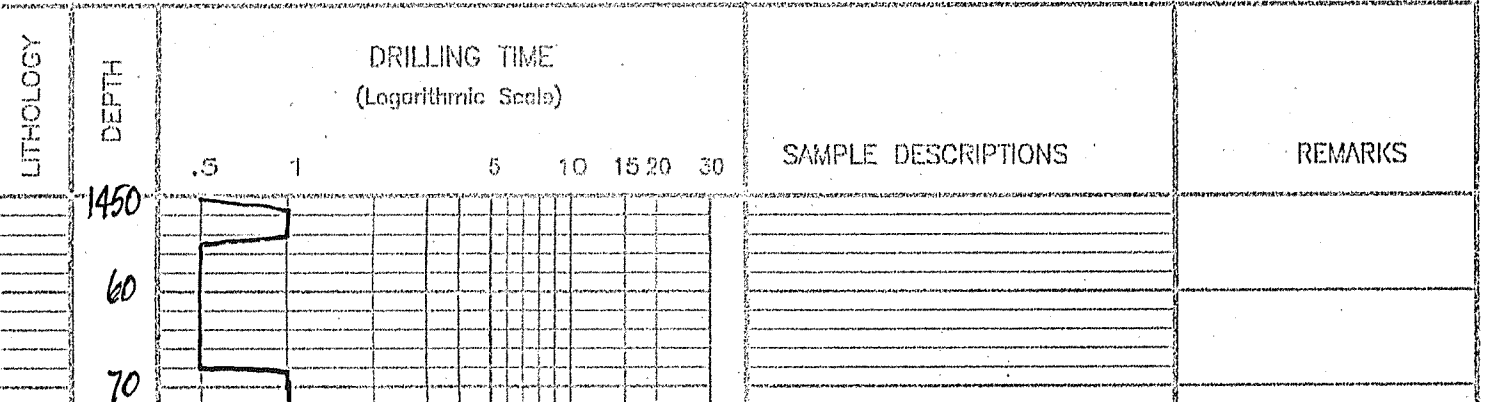 LITHOLOGY
DEPTH
DRILLING TIME
(Logarithmic Scale)
.5 1 5 10 15 20 30
SAMPLE DESCRIPTIONS
REMARKS
1450
60
70